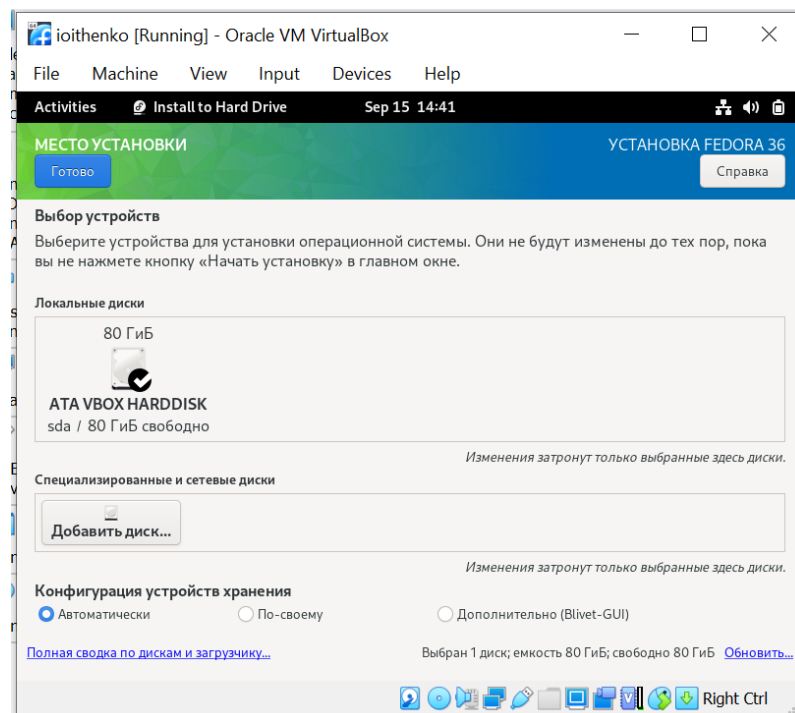 ioithenko [Running] - Oracle VM VirtualBox
File Machine View Input Devices Help
Activities Install to Hard Drive Sep 15 14:41
МЕСТО УСТАНОВКИ УСТАНОВКА FEDORA 36
Готово Справка
Выбор устройств
Выберите устройства для установки операционной системы. Они не будут изменены до тех пор, пока
вы не нажмете кнопку «Начать установку» в главном окне.
Локальные диски
80 ГиБ
ATA VBOX HARDDISK
sda / 80 ГиБ свободно
Изменения затронут только выбранные здесь диски.
Специализированные и сетевые диски
Добавить диск...
Изменения затронут только выбранные здесь диски.
Конфигурация устройств хранения
Автоматически По-своему Дополнительно (Blivet-GUI)
Полная сводка по дискам и загрузчику... Выбран 1 диск; емкость 80 ГиБ; свободно 80 ГиБ Обновить...
Right Ctrl